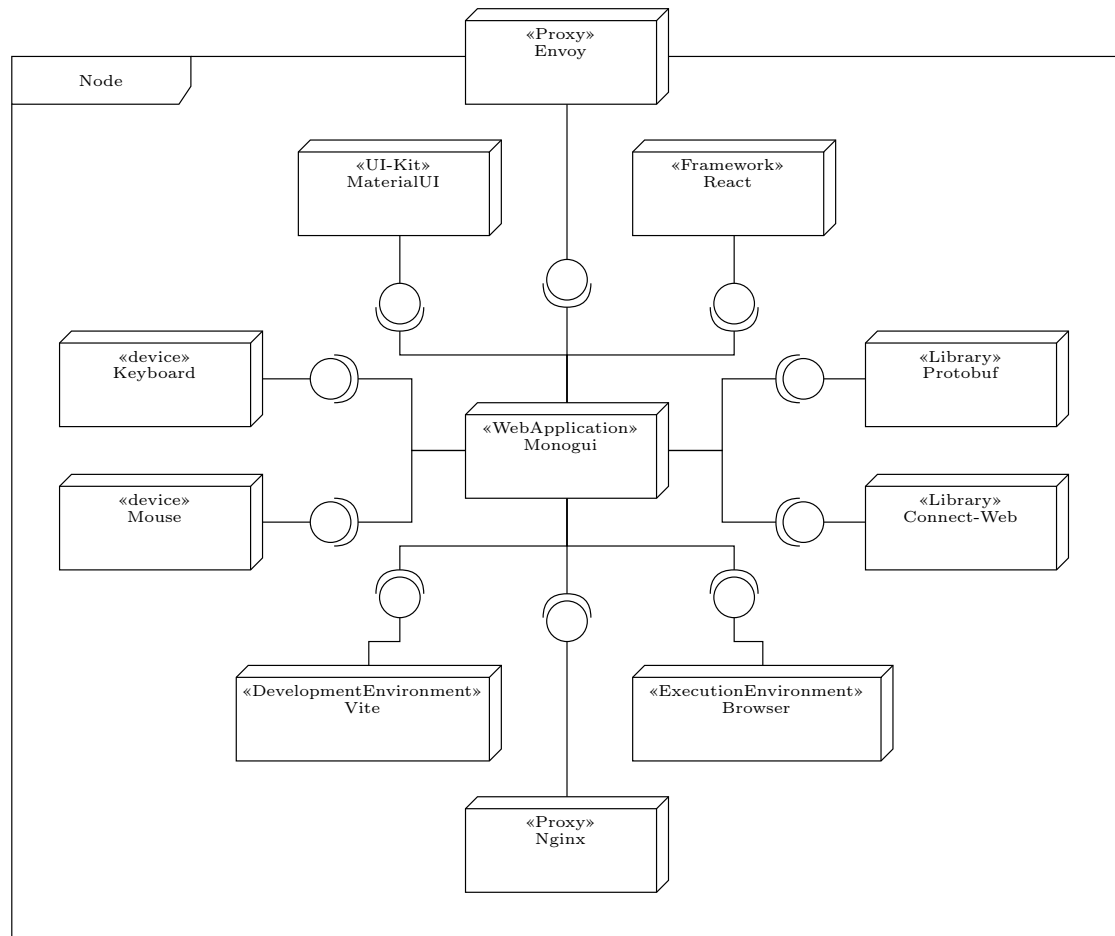 «Proxy»
Envoy
Node
«UI-Kit»
MaterialUI
«Framework»
React
«device»
Keyboard
«Library»
Protobuf
«WebApplication»
Monogui
«device»
Mouse
«Library»
Connect-Web
«DevelopmentEnvironment»
Vite
«ExecutionEnvironment»
Browser
«Proxy»
Nginx